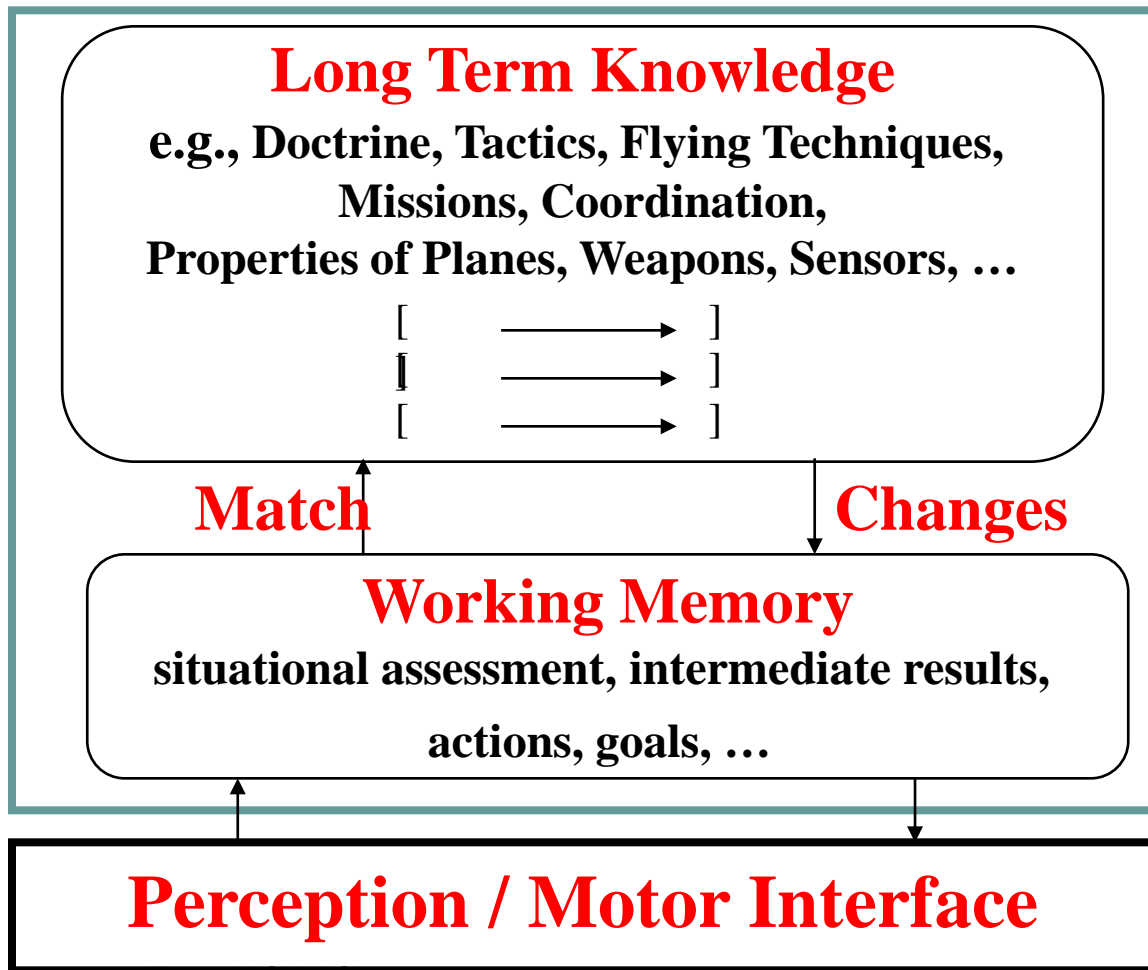 Long Term Knowledge
e.g., Doctrine, Tactics, Flying Techniques,
Missions, Coordination,
Properties of Planes, Weapons, Sensors, …
[ ]
[ ]
[ ]
Match
Changes
Working Memory
situational assessment, intermediate results,
actions, goals, …
Perception / Motor Interface